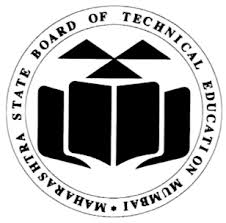 MAHARASHTRA STATE BOARD OF TECHNICAL EDUCATION MUMBAI *